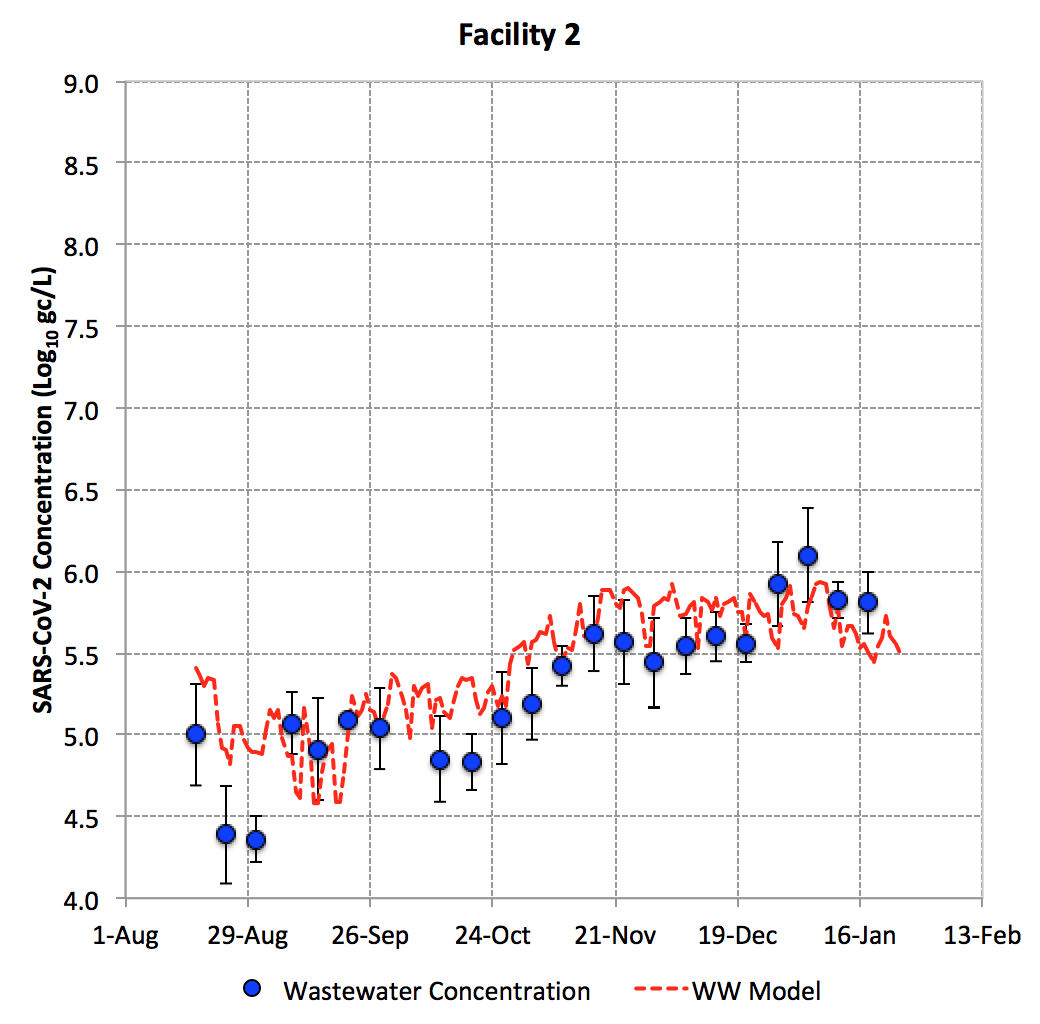 Facility 2
SARS-CoV-2 Concentration (Log₁₀ gc/L)
9.0
8.5
8.0
7.5
7.0
6.5
6.0
5.5
5.0
4.5
4.0
1-Aug 29-Aug 26-Sep 24-Oct 21-Nov 19-Dec 16-Jan 13-Feb
Wastewater Concentration WW Model